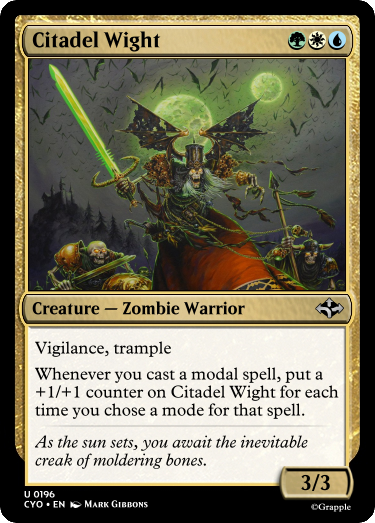 Citadel Wight
Creature — Zombie Warrior
Vigilance, trample
Whenever you cast a modal spell, put a
+1/+1 counter on Citadel Wight for each
time you chose a mode for that spell.
As the sun sets, you await the inevitable
creak of moldering bones.
3/3
U 0196
CYO • EN MARK GIBBONS
©Grapple